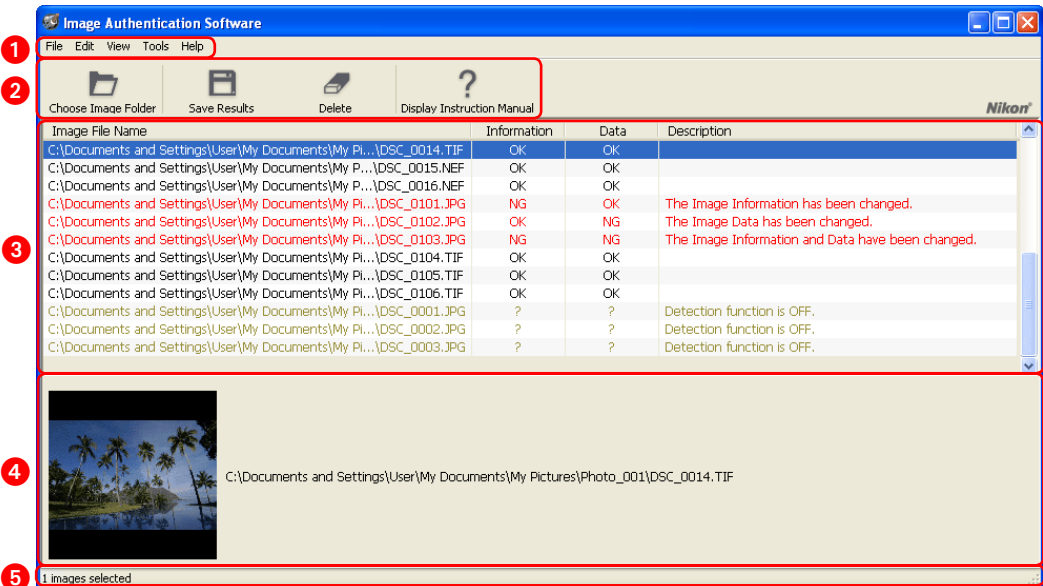 Image Authentication Software
1
File Edit View Tools Help
2
Choose Image Folder Save Results Delete Display Instruction Manual
Nikon
Image File Name Information Data Description
C:\Documents and Settings\User\My Documents\My Pi...\DSC_0014.TIF OK OK
C:\Documents and Settings\User\My Documents\My P...\DSC_0015.NEF OK OK
C:\Documents and Settings\User\My Documents\My P...\DSC_0016.NEF OK OK
C:\Documents and Settings\User\My Documents\My Pi...\DSC_0101.JPG NG OK The Image Information has been changed.
C:\Documents and Settings\User\My Documents\My Pi...\DSC_0102.JPG OK NG The Image Data has been changed.
3
C:\Documents and Settings\User\My Documents\My Pi...\DSC_0103.JPG NG NG The Image Information and Data have been changed.
C:\Documents and Settings\User\My Documents\My Pi...\DSC_0104.TIF OK OK
C:\Documents and Settings\User\My Documents\My Pi...\DSC_0105.TIF OK OK
C:\Documents and Settings\User\My Documents\My Pi...\DSC_0106.TIF OK OK
C:\Documents and Settings\User\My Documents\My Pi...\DSC_0001.JPG ? ? Detection function is OFF.
C:\Documents and Settings\User\My Documents\My Pi...\DSC_0002.JPG ? ? Detection function is OFF.
C:\Documents and Settings\User\My Documents\My Pi...\DSC_0003.JPG ? ? Detection function is OFF.
4
C:\Documents and Settings\User\My Documents\My Pictures\Photo_001\DSC_0014.TIF
5
1 images selected